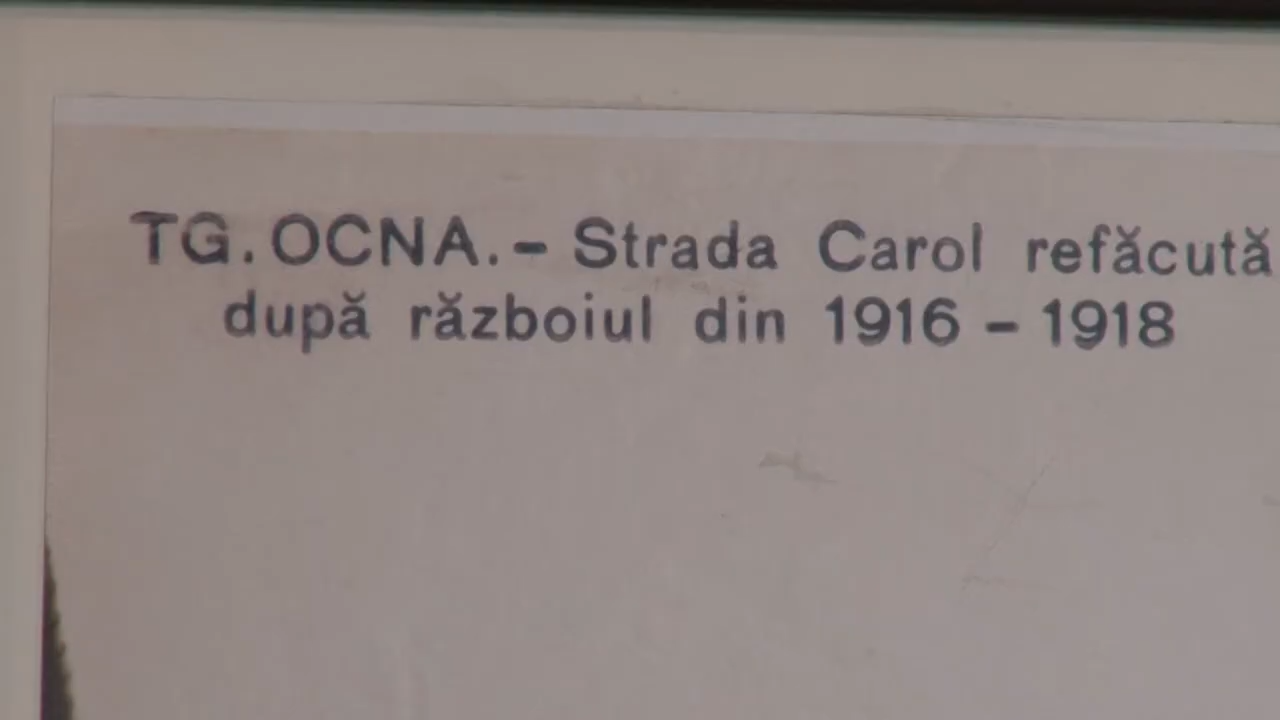 TG. OCNA. - Strada Carol refăcută
după războiul din 1916 - 1918